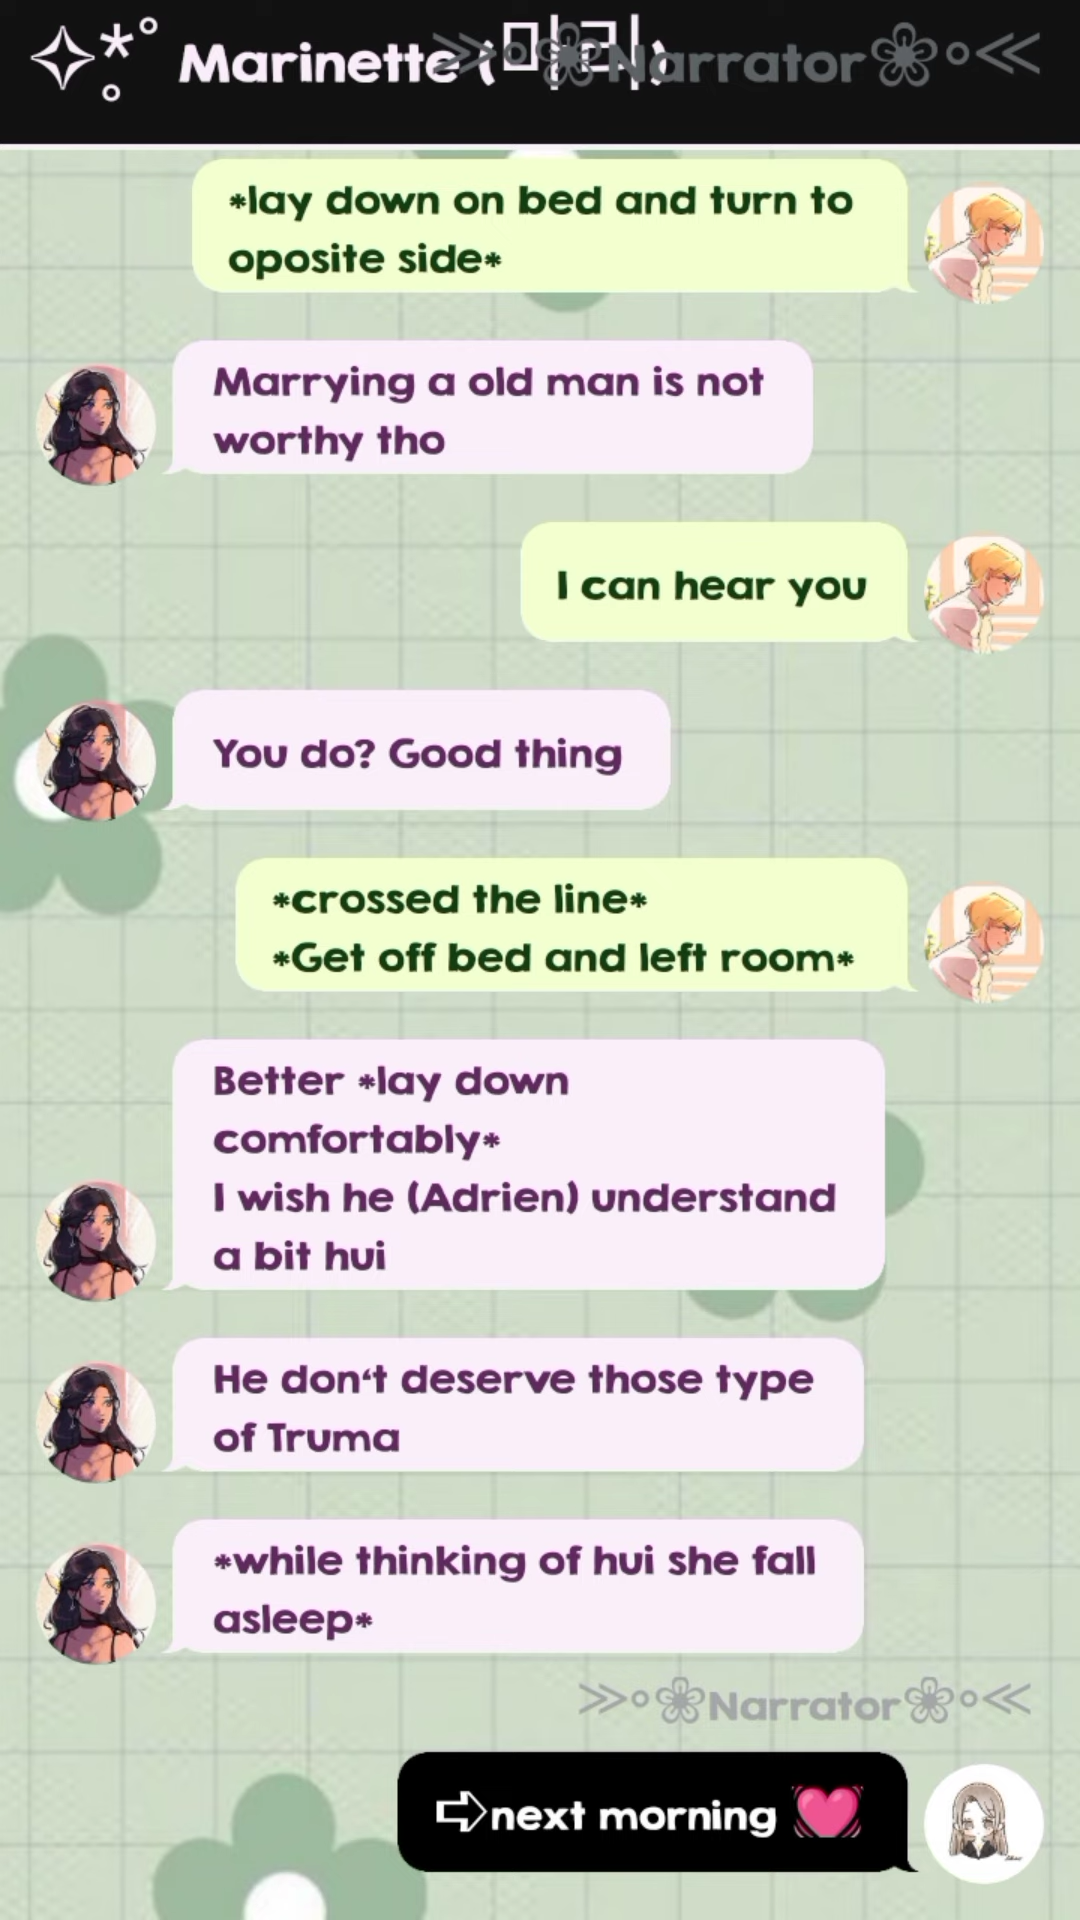 Marinette (마리)
≫∘❀Narrator❀∘≪
*lay down on bed and turn to
oposite side*
Marrying a old man is not
worthy tho
I can hear you
You do? Good thing
*crossed the line*
*Get off bed and left room*
Better *lay down
comfortably*
I wish he (Adrien) understand
a bit hui
He don‘t deserve those type
of Truma
*while thinking of hui she fall
asleep*
≫∘❀Narrator❀∘≪
➩next morning 💓